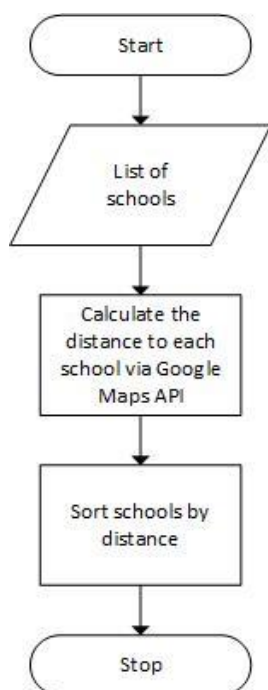 Start
List of
schools
Calculate the
distance to each
school via Google
Maps API
Sort schools by
distance
Stop